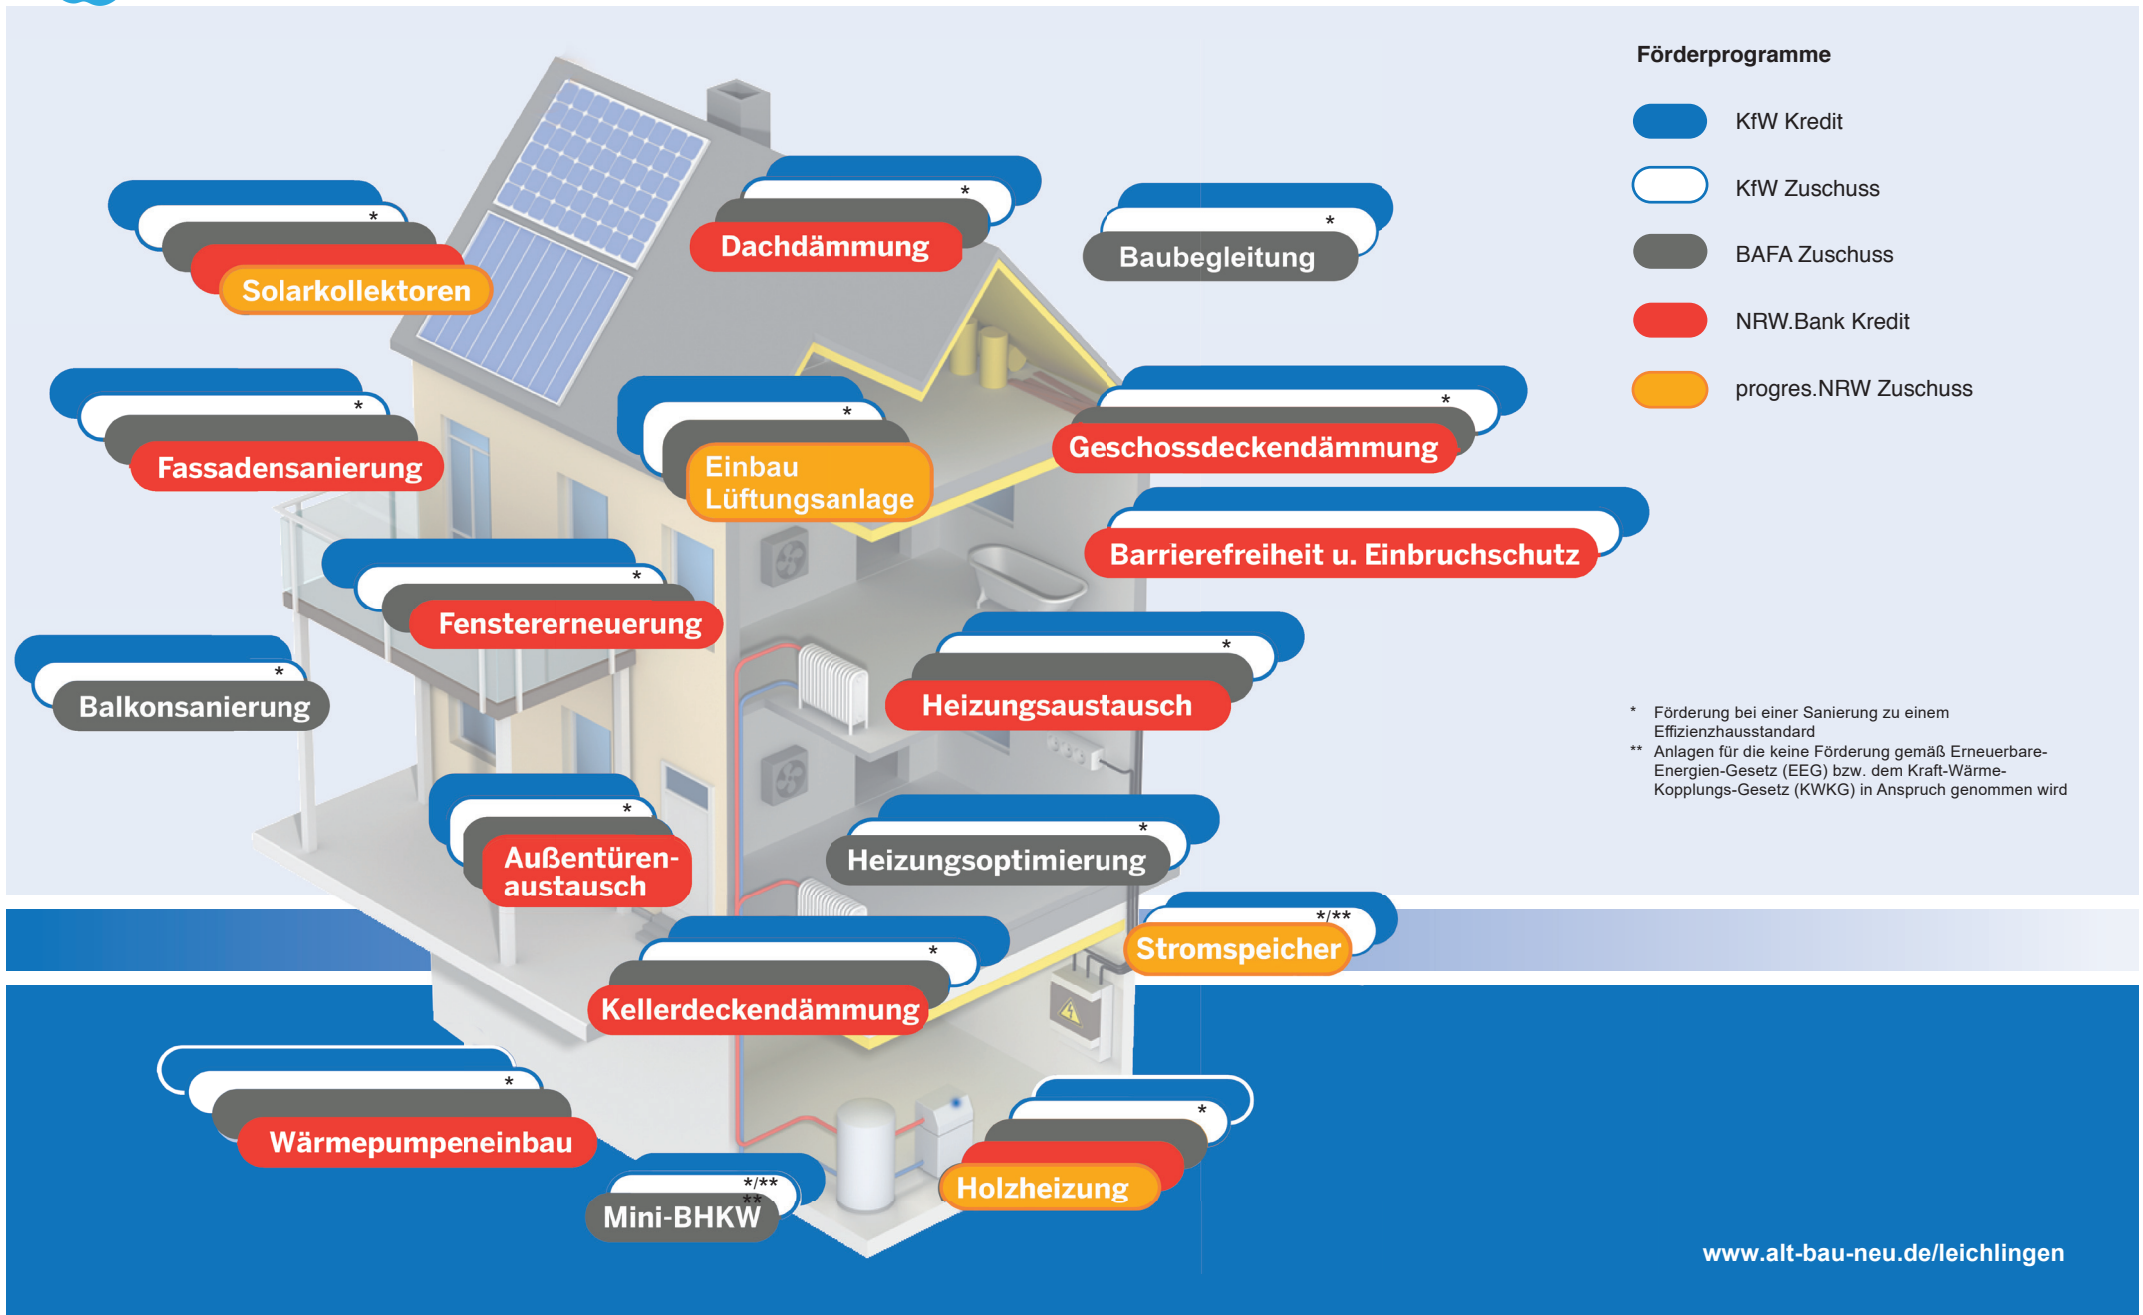 Förderprogramme
KfW Kredit
KfW Zuschuss
BAFA Zuschuss
NRW.Bank Kredit
progres.NRW Zuschuss
*
Solarkollektoren
*
Dachdämmung
*
Baubegleitung
*
Fassadensanierung
*
Einbau
Lüftungsanlage
*
Geschossdeckendämmung
Barrierefreiheit u. Einbruchschutz
*
Fenstererneuerung
*
Balkonsanierung
*
Heizungsaustausch
* Förderung bei einer Sanierung zu einem
Effizienzhausstandard
** Anlagen für die keine Förderung gemäß Erneuerbare-
Energien-Gesetz (EEG) bzw. dem Kraft-Wärme-
Kopplungs-Gesetz (KWKG) in Anspruch genommen wird
*
Außentüren-
austausch
*
Heizungsoptimierung
*/**
Stromspeicher
*
Kellerdeckendämmung
*
Wärmepumpeneinbau
*/**
**
Mini-BHKW
*
Holzheizung
www.alt-bau-neu.de/leichlingen